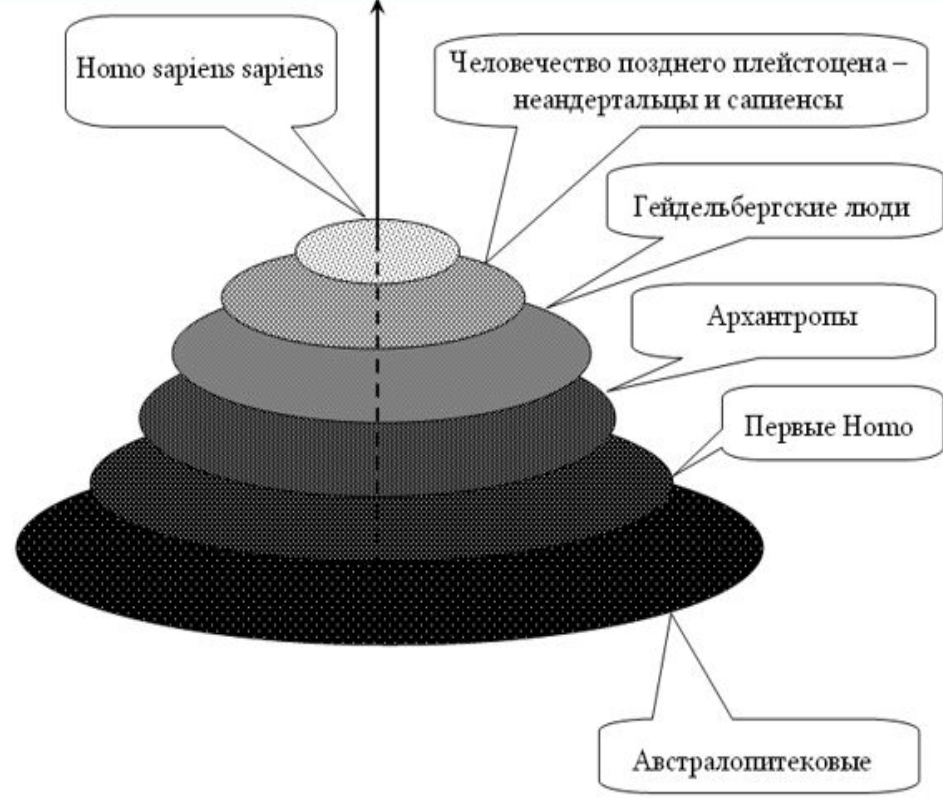 Homo sapiens sapiens
Человечество позднего плейстоцена –
неандертальцы и сапиенсы
Гейдельбергские люди
Архантропы
Первые Homo
Австралопитековые